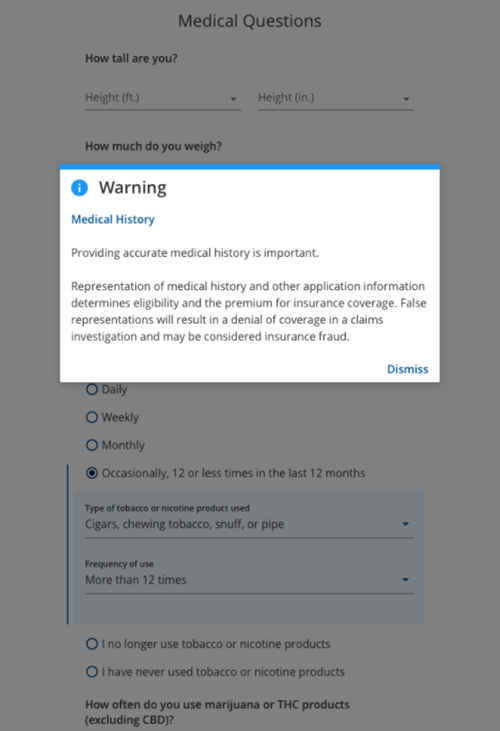 Medical Questions
How tall are you?
Height (ft.) Height (in.)
How much do you weigh?
Warning
Medical History
Providing accurate medical history is important.
Representation of medical history and other application information
determines eligibility and the premium for insurance coverage. False
representations will result in a denial of coverage in a claims
investigation and may be considered insurance fraud.
Dismiss
Daily
Weekly
Monthly
Occasionally, 12 or less times in the last 12 months
Type of tobacco or nicotine product used
Cigars, chewing tobacco, snuff, or pipe
Frequency of use
More than 12 times
I no longer use tobacco or nicotine products
I have never used tobacco or nicotine products
How often do you use marijuana or THC products
(excluding CBD)?